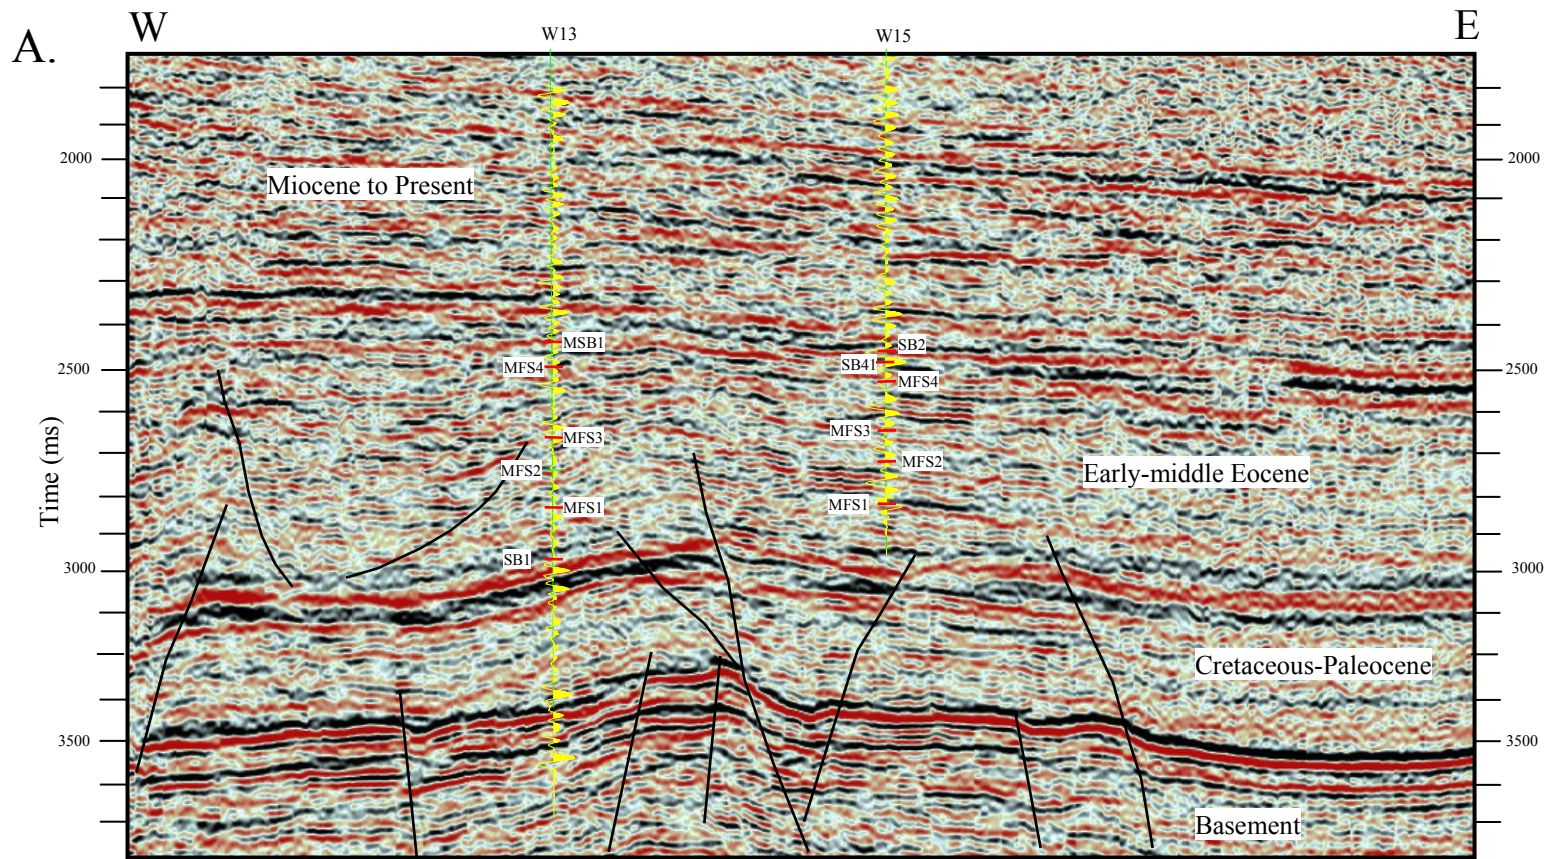 A.
W
E
W13
W15
2000
2000
Miocene to Present
MSB1
SB2
MFS4
SB41
2500
2500
MFS4
MFS3
MFS3
MFS2
MFS2
Early-middle Eocene
Time (ms)
MFS1
MFS1
SB1
3000
3000
Cretaceous-Paleocene
3500
3500
Basement